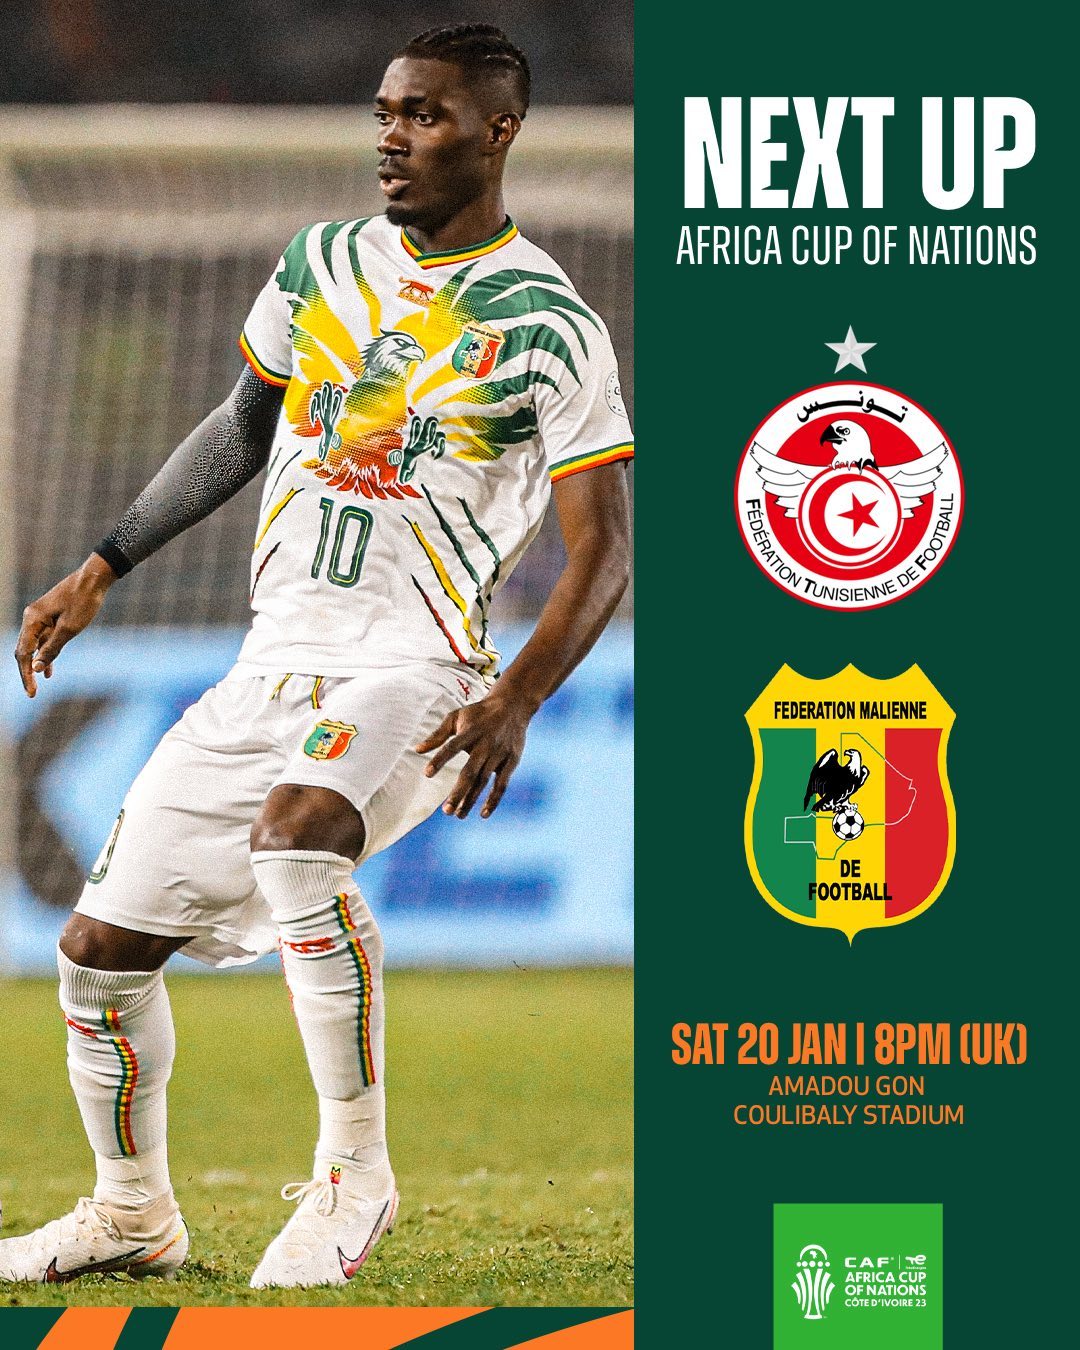 NEXT UP
AFRICA CUP OF NATIONS
تونس
FÉDÉRATION TUNISIENNE DE FOOTBALL
10
FEDERATION MALIENNE
DE
FOOTBALL
SAT 20 JAN | 8PM (UK)
AMADOU GON
COULIBALY STADIUM
CAF
AFRICA CUP
OF NATIONS
CÔTE D'IVOIRE 23